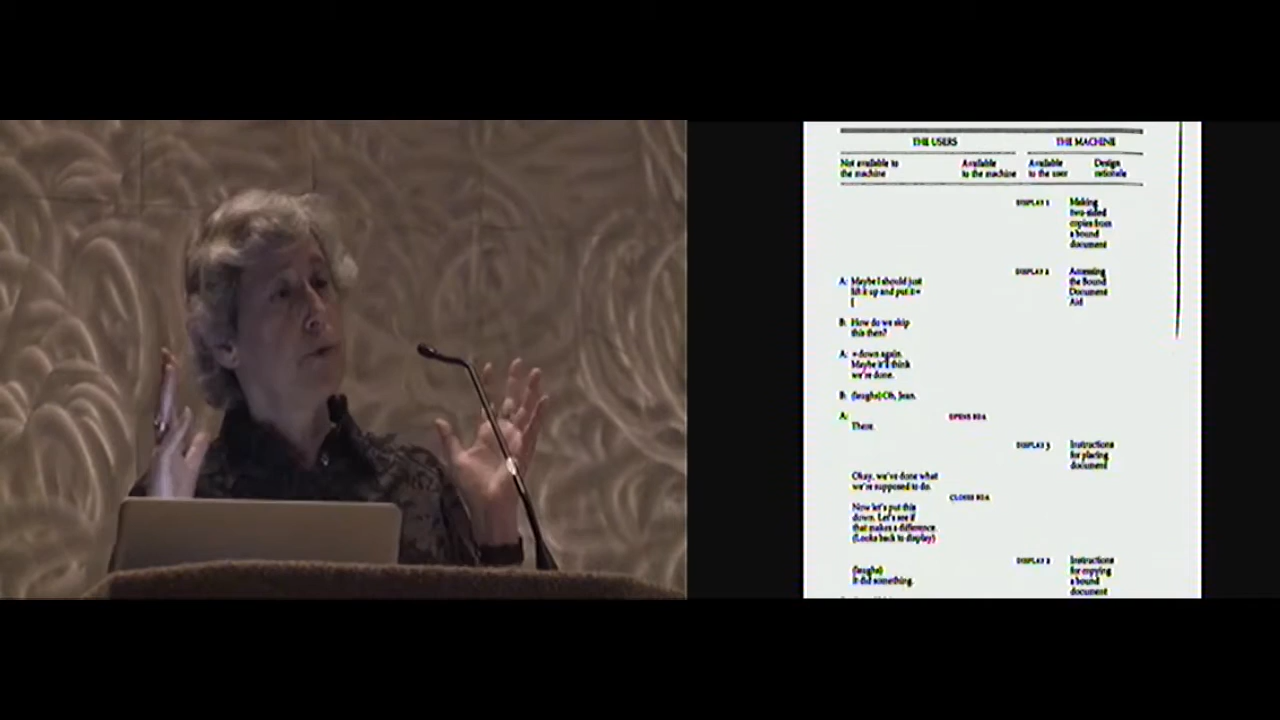 THE USERS THE MACHINE
Not available to Available Available Design
the machine to the machine to the user rationale
DISPLAY 1 Making
two-sided
copies from
a bound
document
DISPLAY 2 Accessing
A: Maybe I should just the Bound
lift it up and put it= Document
[ Aid
B: How do we skip
this then?
A: =down again.
Maybe it'll think
we're done.
B: (laughs) Oh, Jean.
A: OPENS BDA
There.
DISPLAY 3 Instructions
for placing
document
Okay, we've done what
we're supposed to do.
CLOSES BDA
Now let's put this
down. Let's see if
that makes a difference.
(Looks back to display)
DISPLAY 2 Instructions
(laughs) for copying
It did something. a bound
document